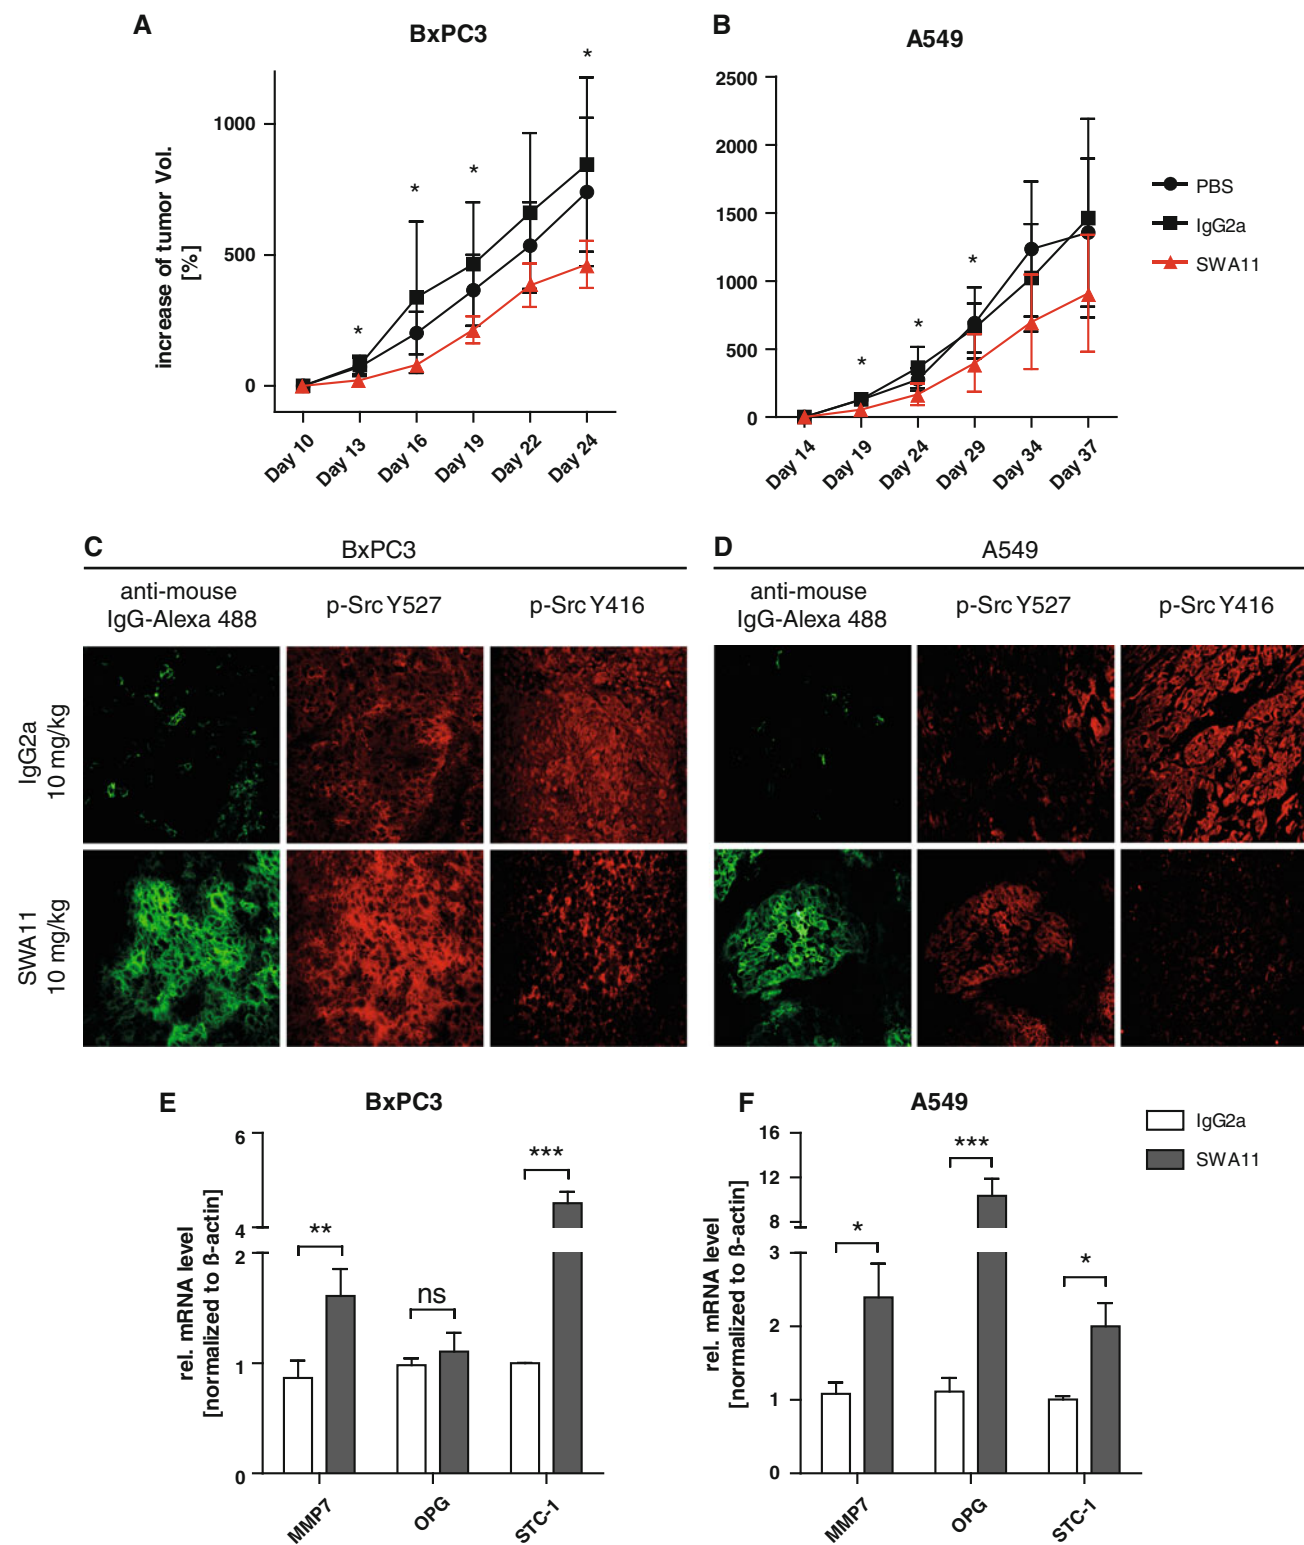 A
BxPC3
increase of tumor Vol.
[%]
1000
500
0
*
*
*
*
Day 10
Day 13
Day 16
Day 19
Day 22
Day 24
B
A549
2500
2000
1500
1000
500
0
*
*
*
Day 14
Day 19
Day 24
Day 29
Day 34
Day 37
PBS
IgG2a
SWA11
C
BxPC3
anti-mouse
IgG-Alexa 488
p-Src Y527
p-Src Y416
D
A549
anti-mouse
IgG-Alexa 488
p-Src Y527
p-Src Y416
IgG2a
10 mg/kg
SWA11
10 mg/kg
E
BxPC3
rel. mRNA level
[normalized to ß-actin]
6
4
2
1
0
**
ns
***
MMP7
OPG
STC-1
F
A549
rel. mRNA level
[normalized to ß-actin]
16
12
8
3
2
1
0
*
***
*
MMP7
OPG
STC-1
IgG2a
SWA11